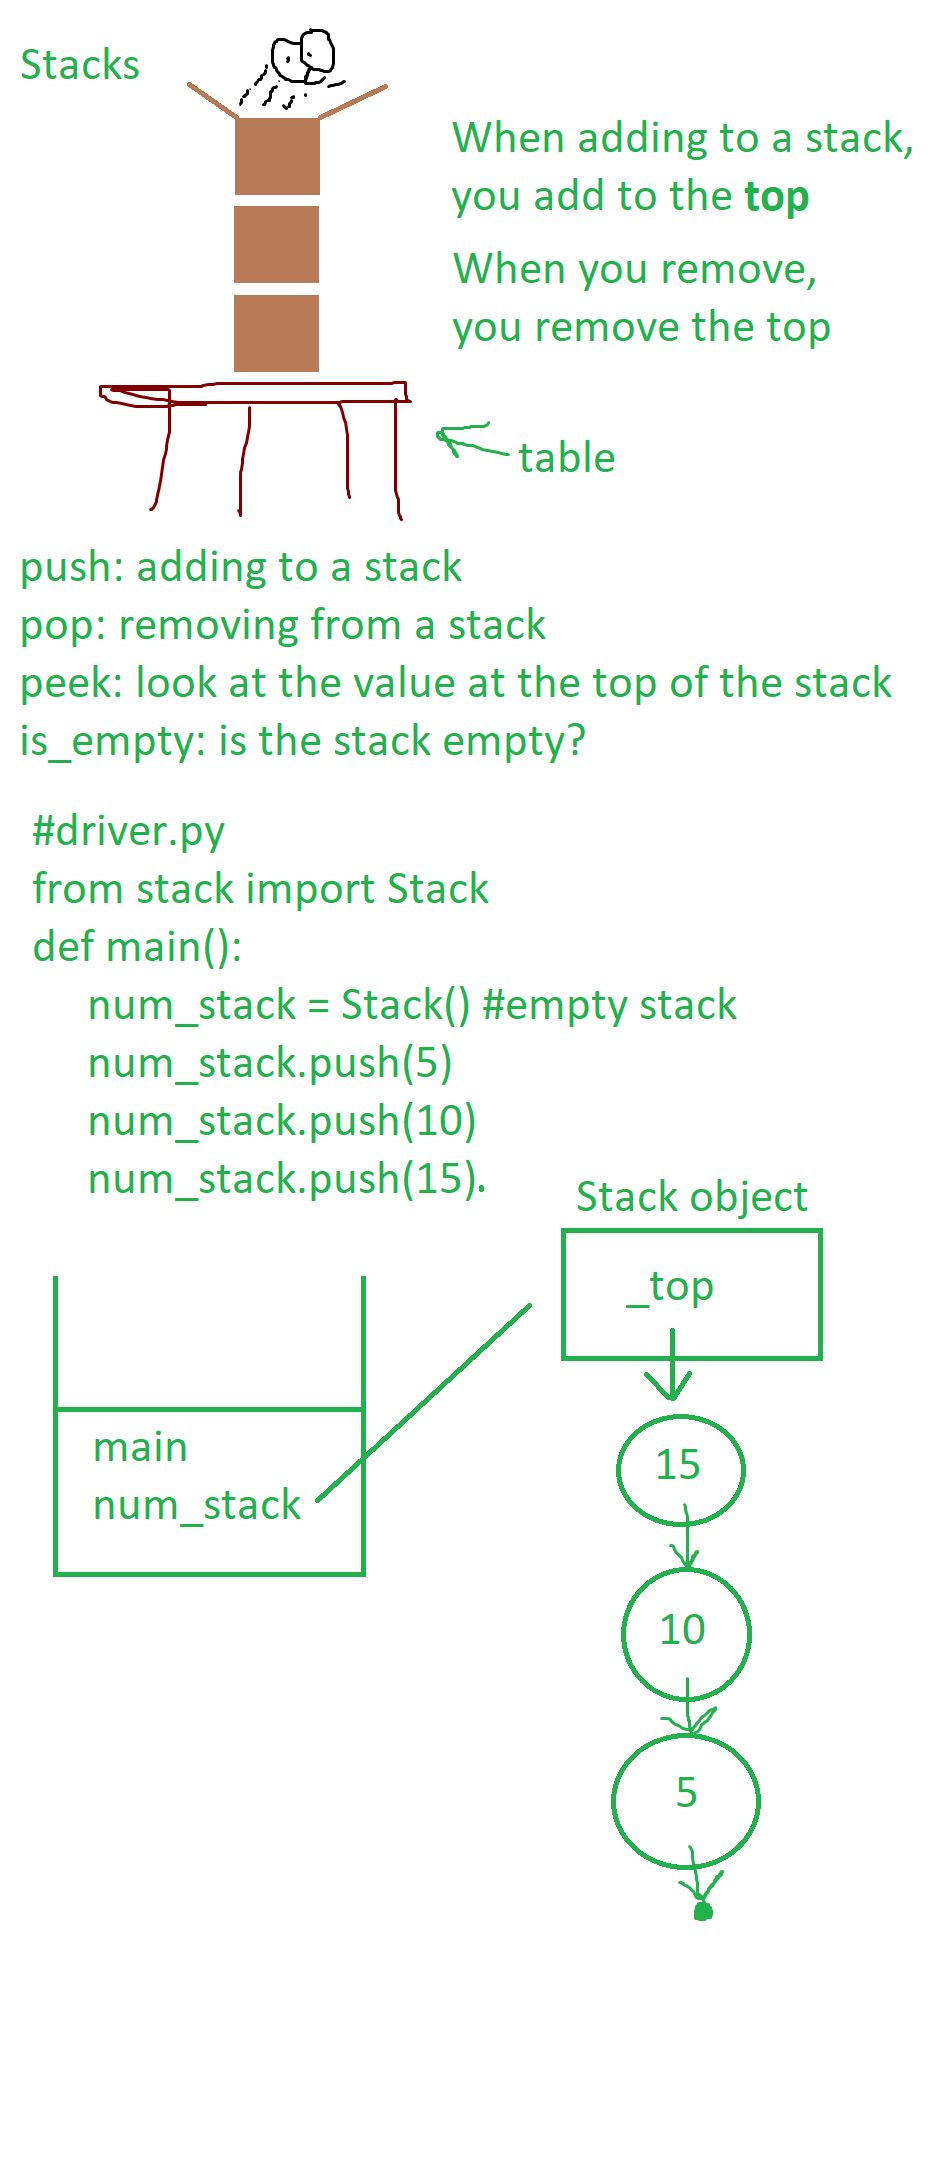 Stacks
When adding to a stack,
you add to the top
When you remove,
you remove the top
table
push: adding to a stack
pop: removing from a stack
peek: look at the value at the top of the stack
is_empty: is the stack empty?
#driver.py
from stack import Stack
def main():
num_stack = Stack() #empty stack
num_stack.push(5)
num_stack.push(10)
num_stack.push(15).
Stack object
_top
main
num_stack
15
10
5